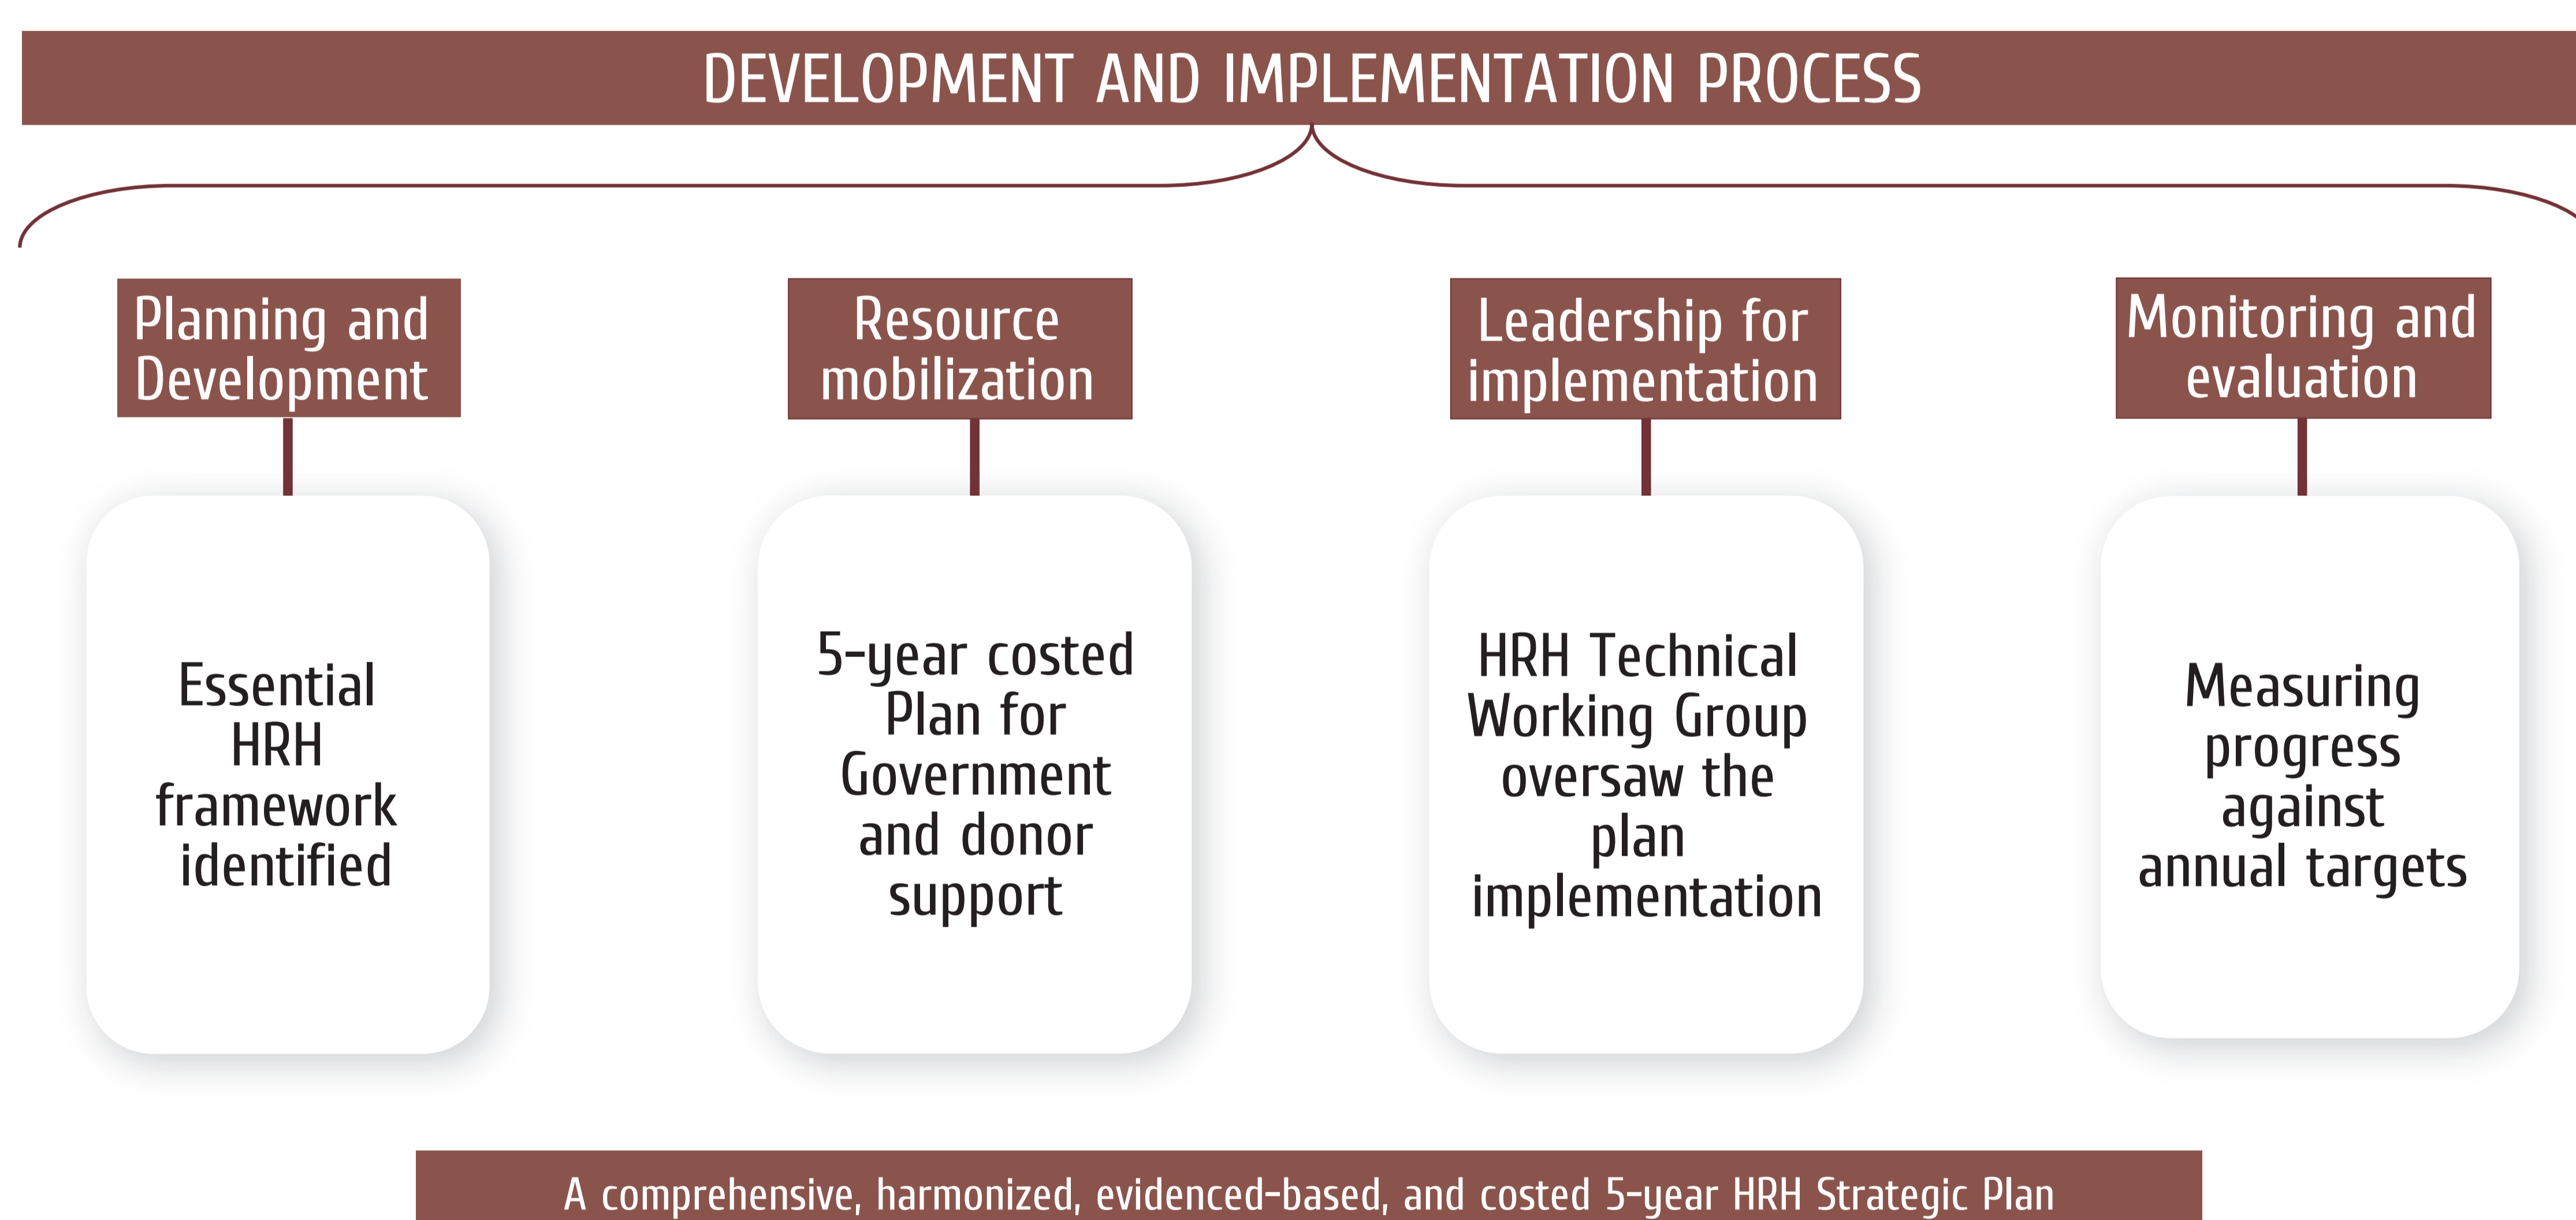 DEVELOPMENT AND IMPLEMENTATION PROCESS
Planning and
Development
Resource
mobilization
Leadership for
implementation
Monitoring and
evaluation
Essential
HRH
framework
identified
5-year costed
Plan for
Government
and donor
support
HRH Technical
Working Group
oversaw the
plan
implementation
Measuring
progress
against
annual targets
A comprehensive, harmonized, evidenced-based, and costed 5-year HRH Strategic Plan